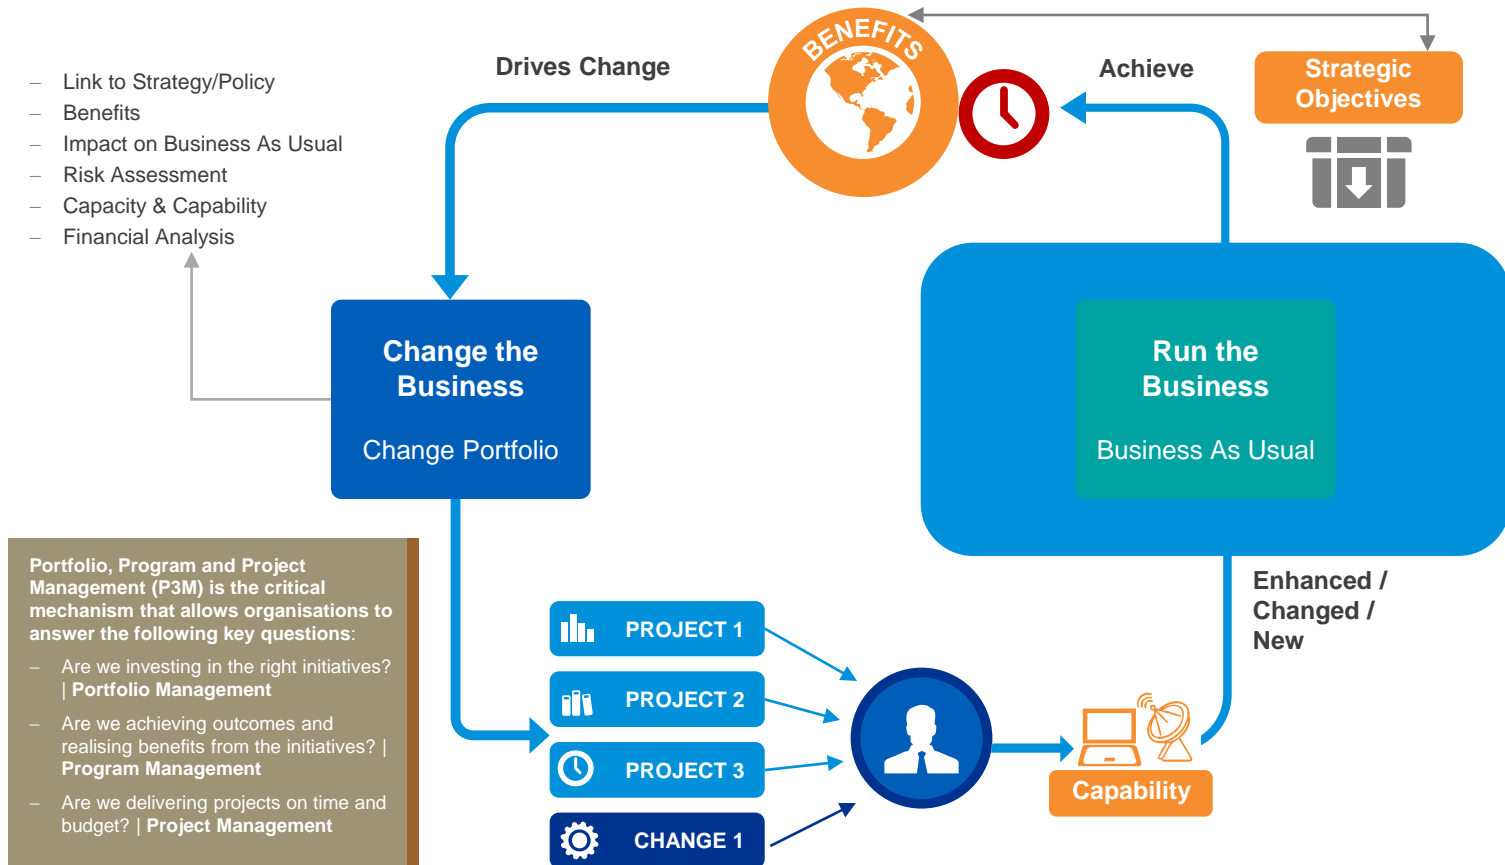 BENEFITS
Drives Change
Achieve
Strategic
Objectives
– Link to Strategy/Policy
– Benefits
– Impact on Business As Usual
– Risk Assessment
– Capacity & Capability
– Financial Analysis
Change the
Business
Change Portfolio
Run the
Business
Business As Usual
Portfolio, Program and Project
Management (P3M) is the critical
mechanism that allows organisations to
answer the following key questions:
– Are we investing in the right initiatives?
| Portfolio Management
– Are we achieving outcomes and
realising benefits from the initiatives? |
Program Management
– Are we delivering projects on time and
budget? | Project Management
PROJECT 1
PROJECT 2
PROJECT 3
CHANGE 1
Capability
Enhanced /
Changed /
New